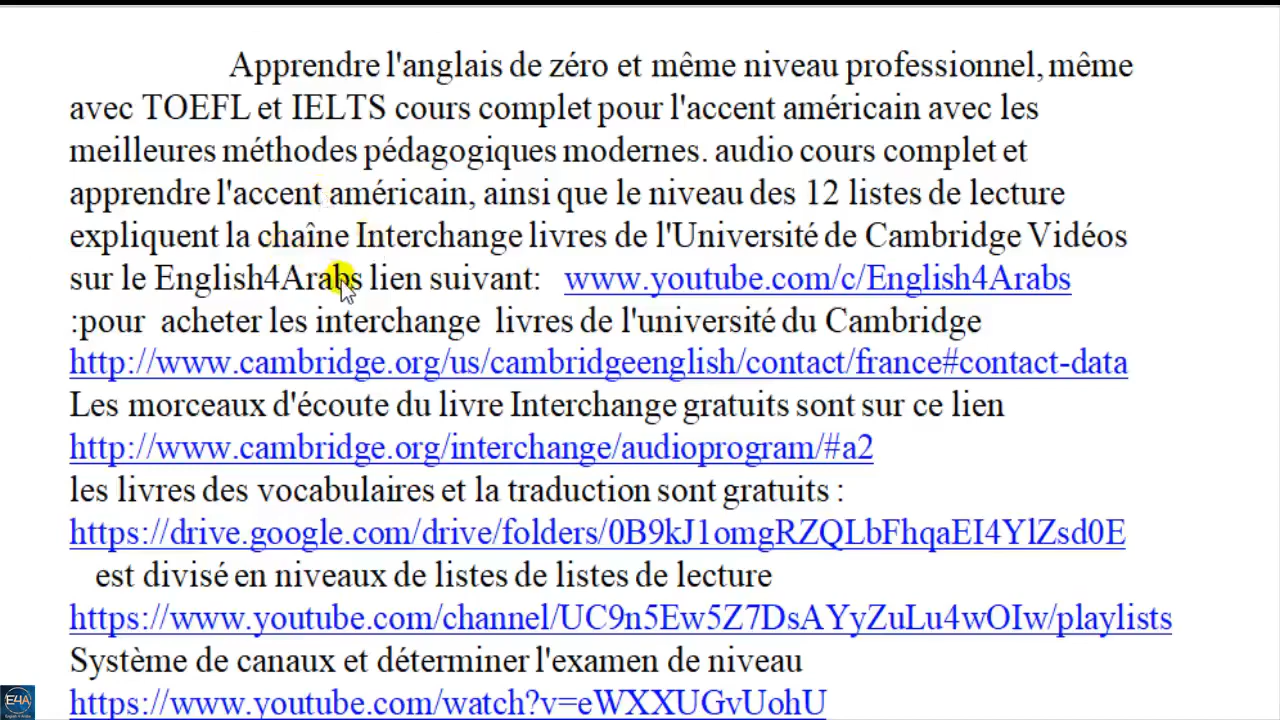 Apprendre l'anglais de zéro et même niveau professionnel, même
avec TOEFL et IELTS cours complet pour l'accent américain avec les
meilleures méthodes pédagogiques modernes. audio cours complet et
apprendre l'accent américain, ainsi que le niveau des 12 listes de lecture
expliquent la chaîne Interchange livres de l'Université de Cambridge Vidéos
sur le English4Arabs lien suivant: www.youtube.com/c/English4Arabs
:pour acheter les interchange livres de l'université du Cambridge
http://www.cambridge.org/us/cambridgeenglish/contact/france#contact-data
Les morceaux d'écoute du livre Interchange gratuits sont sur ce lien
http://www.cambridge.org/interchange/audioprogram/#a2
les livres des vocabulaires et la traduction sont gratuits :
https://drive.google.com/drive/folders/0B9kJ1omgRZQLbFhqaEI4YlZsd0E
est divisé en niveaux de listes de listes de lecture
https://www.youtube.com/channel/UC9n5Ew5Z7DsAYyZuLu4wOIw/playlists
Système de canaux et déterminer l'examen de niveau
https://www.youtube.com/watch?v=eWXXUGvUohU
E4A